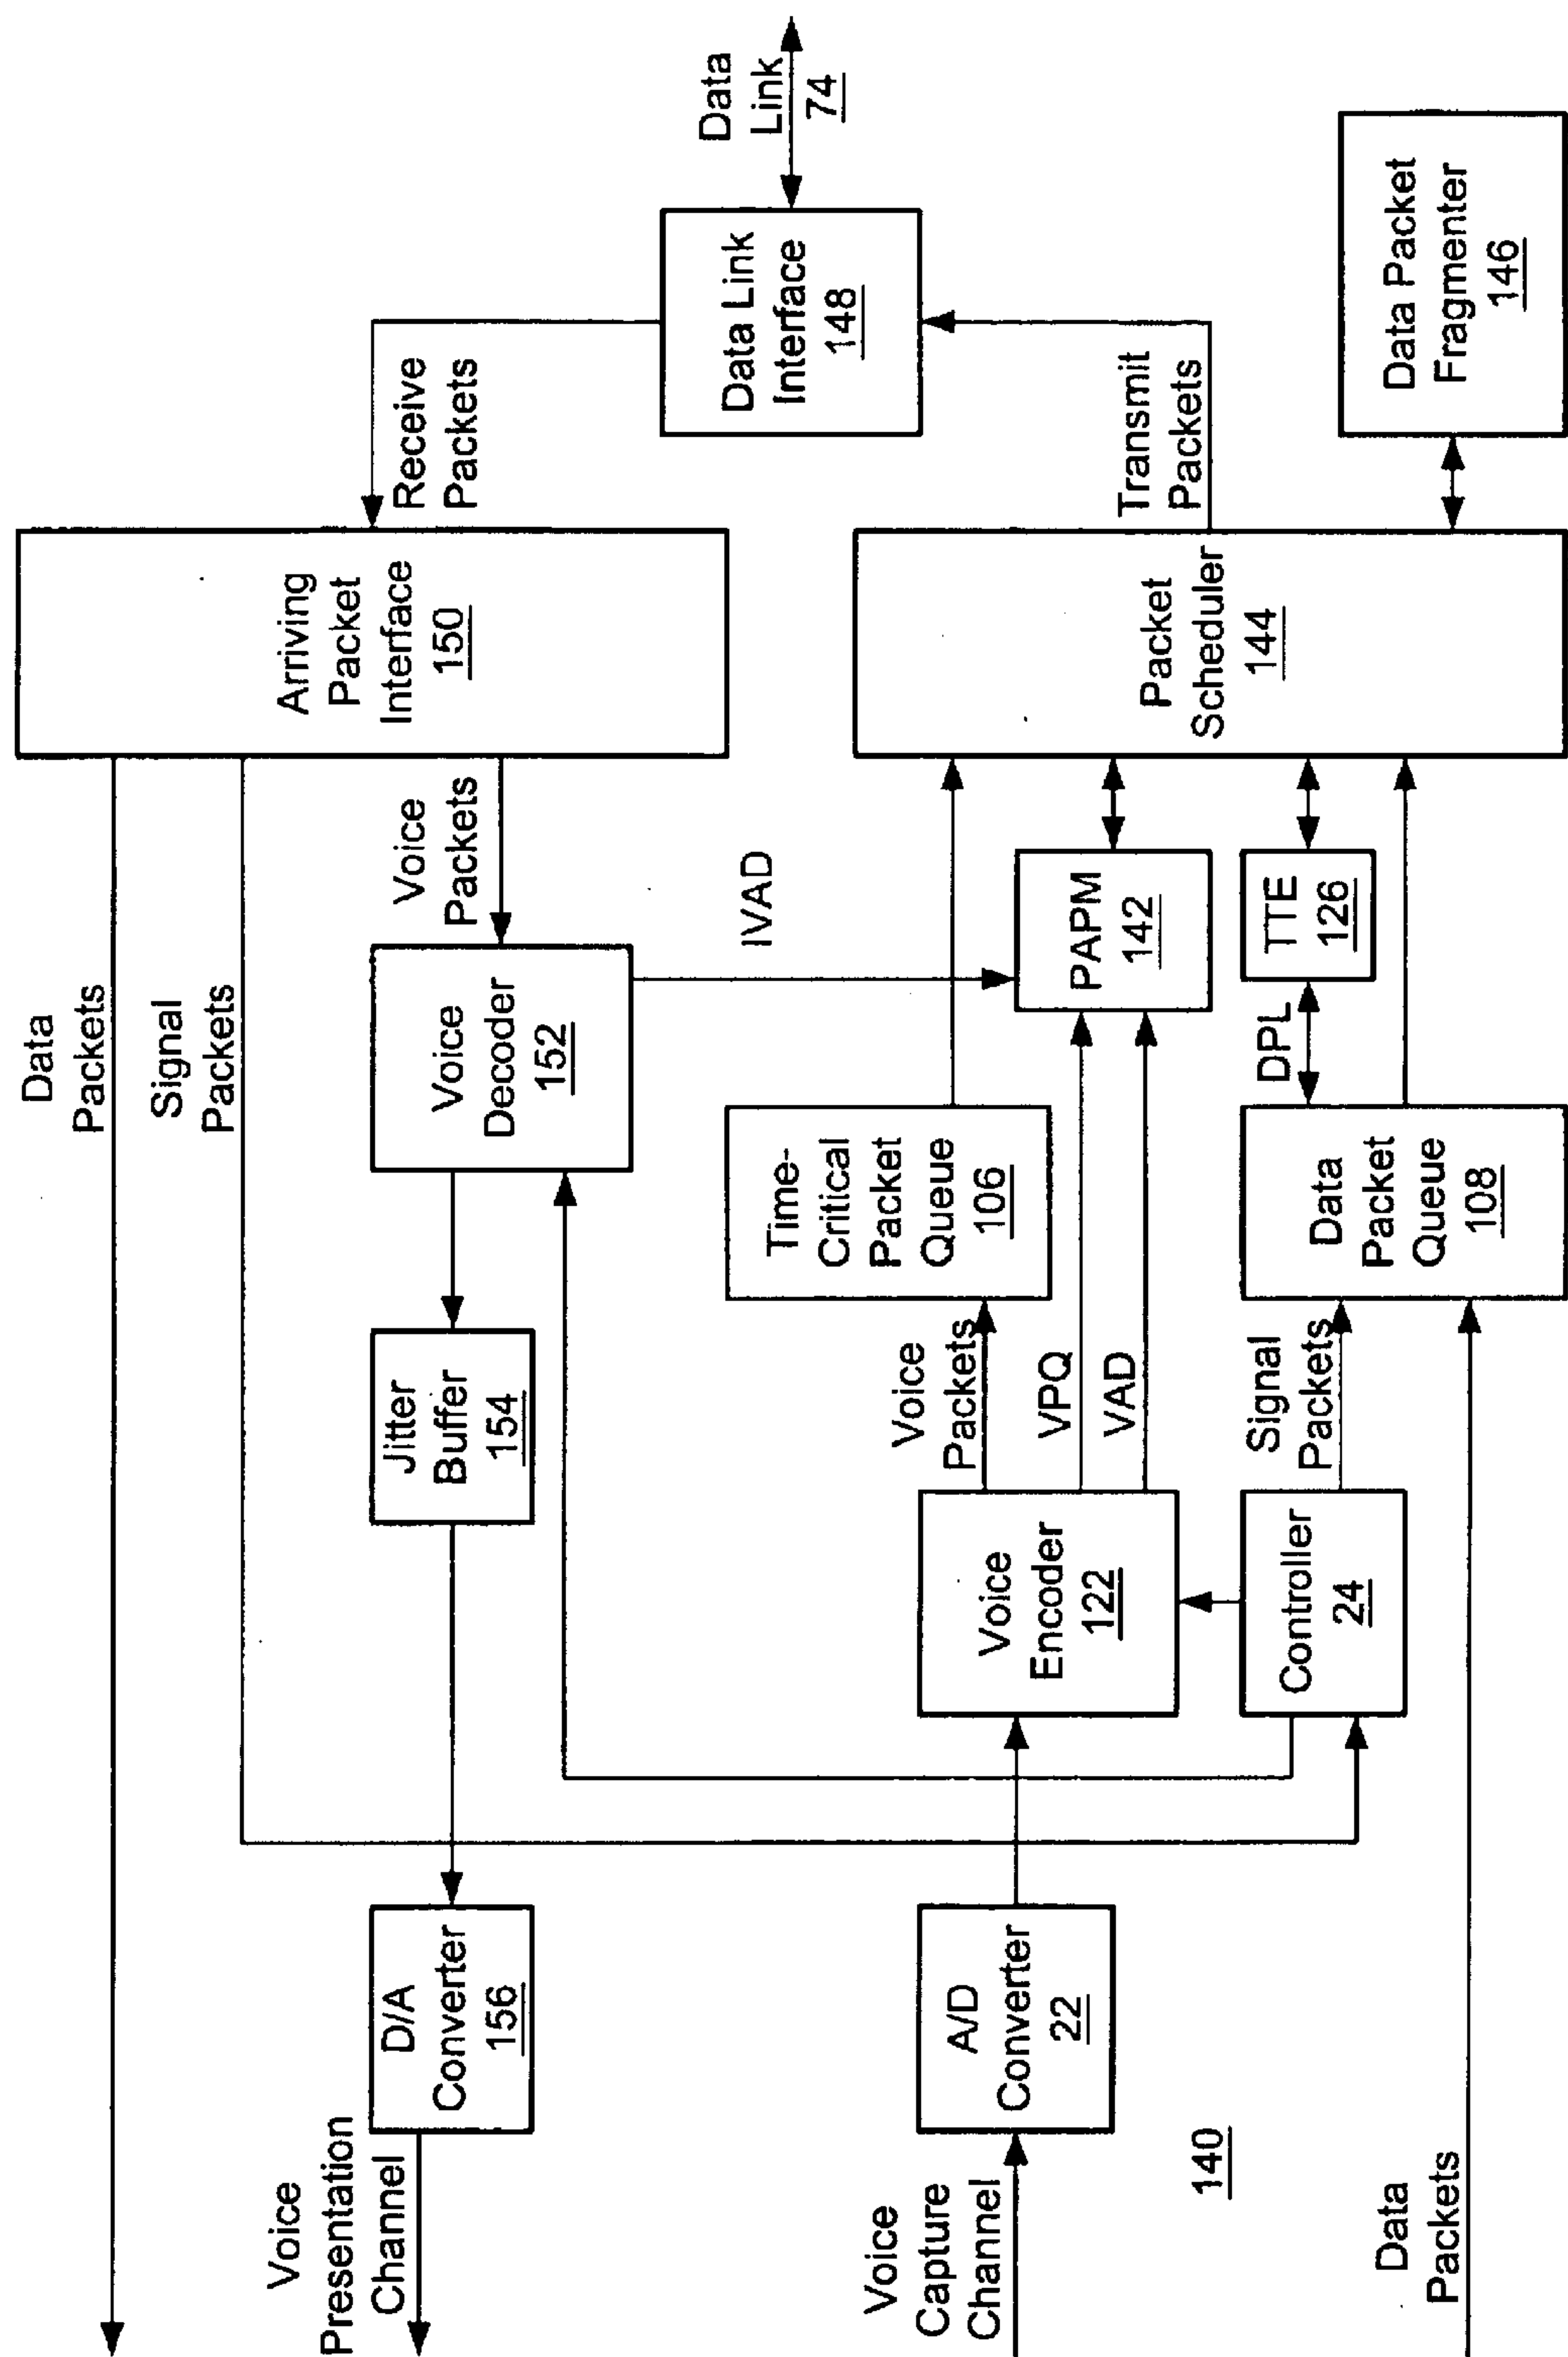 Data
Packets
Signal
Packets
Arriving
Packet
Interface
150
Receive
Packets
Voice
Presentation
Channel
D/A
Converter
156
Jitter
Buffer
154
Voice
Decoder
152
Voice
Packets
IVAD
Data Link
Interface
148
Data
Link
74
Time-
Critical
Packet
Queue
106
Voice
Capture
Channel
A/D
Converter
22
Voice
Encoder
122
Voice
Packets
VPQ
VAD
PAPM
142
Packet
Scheduler
144
Transmit
Packets
140
Controller
24
Signal
Packets
Data
Packet
Queue
108
DPL
TTE
126
Data Packet
Fragmenter
146
Data
Packets